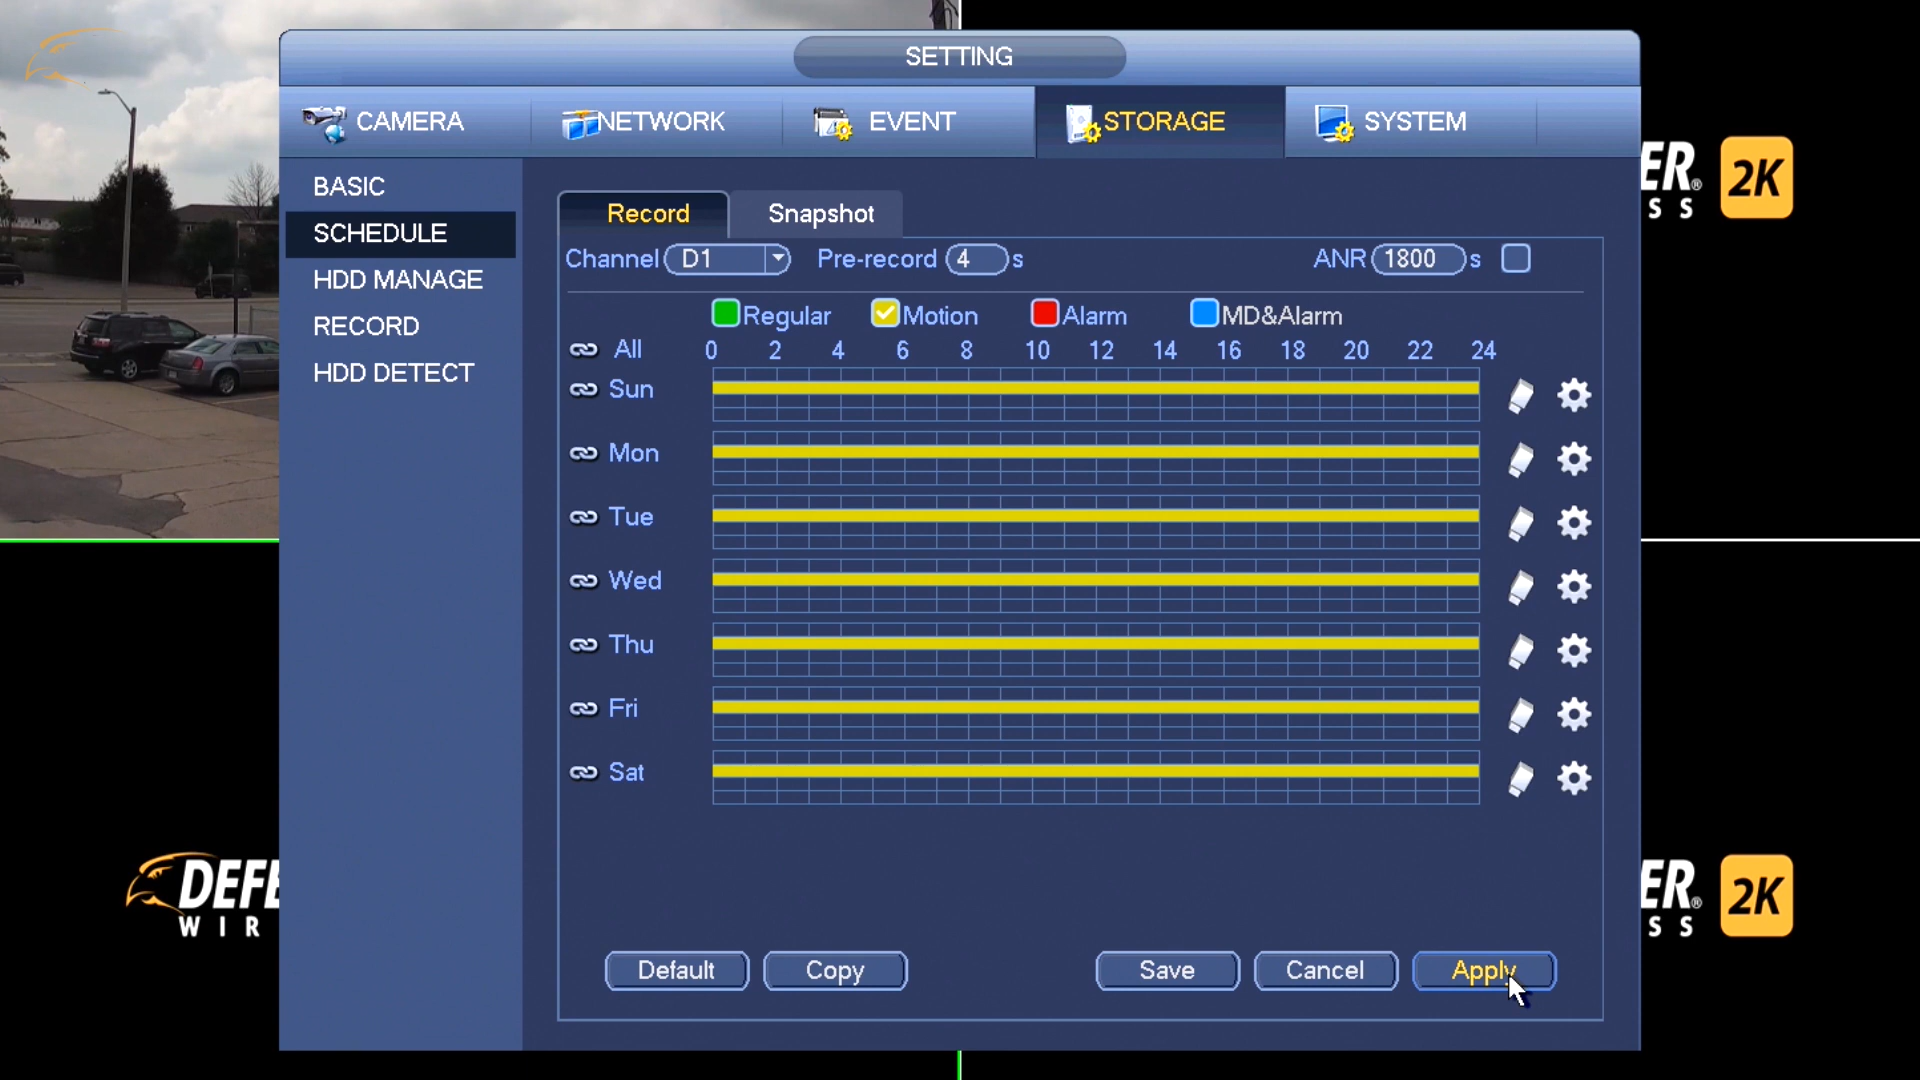 SETTING
CAMERA NETWORK EVENT STORAGE SYSTEM
BASIC
SCHEDULE
HDD MANAGE
RECORD
HDD DETECT
Record Snapshot
Channel D1 Pre-record 4 s ANR 1800 s
Regular Motion Alarm MD&Alarm
All 0 2 4 6 8 10 12 14 16 18 20 22 24
Sun
Mon
Tue
Wed
Thu
Fri
Sat
Default Copy Save Cancel Apply
ER® 2K
SS
DEFE
WIR
ER® 2K
SS